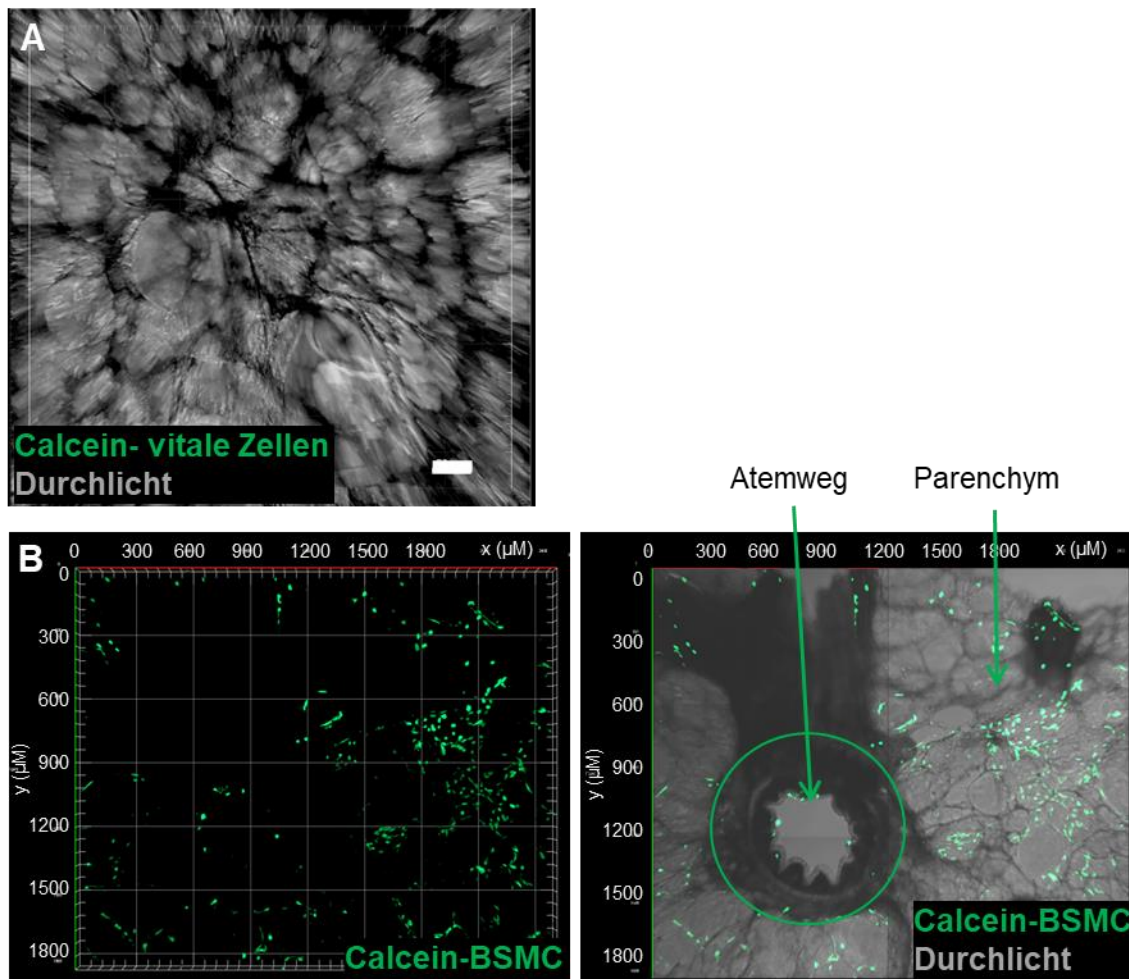 A
Calcein- vitale Zellen
Durchlicht
Atemweg
Parenchym
B
0 300 600 900 1200 1500 1800 x (µM)
0
300
600
900
1200
1500
1800
y (µM)
Calcein-BSMC
0 300 600 900 1200 1500 1800 x (µM)
0
300
600
900
1200
1500
1800
y (µM)
Calcein-BSMC
Durchlicht